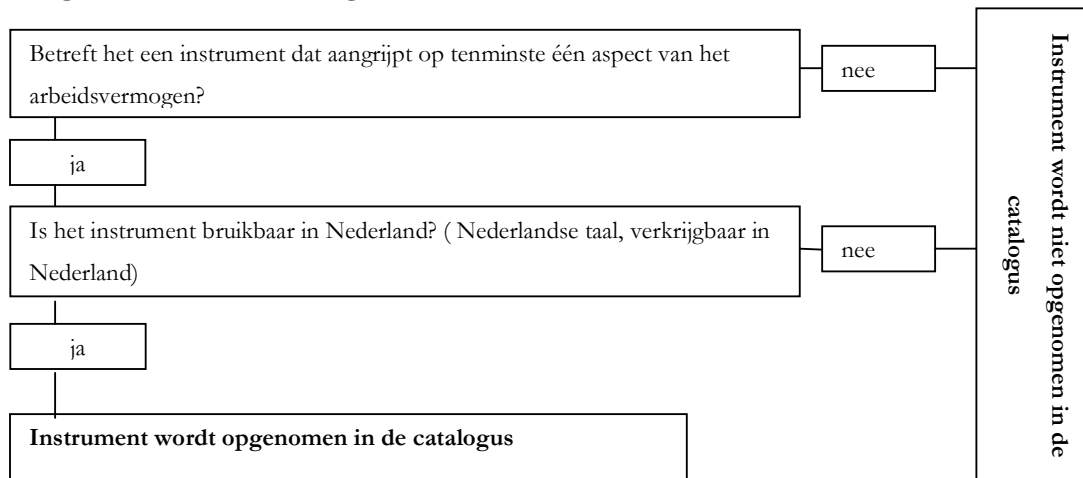 Betreft het een instrument dat aangrijpt op tenminste één aspect van het
arbeidsvermogen?
nee
ja
Is het instrument bruikbaar in Nederland? ( Nederlandse taal, verkrijgbaar in
Nederland)
nee
ja
Instrument wordt opgenomen in de catalogus
Instrument wordt niet opgenomen in de
catalogus